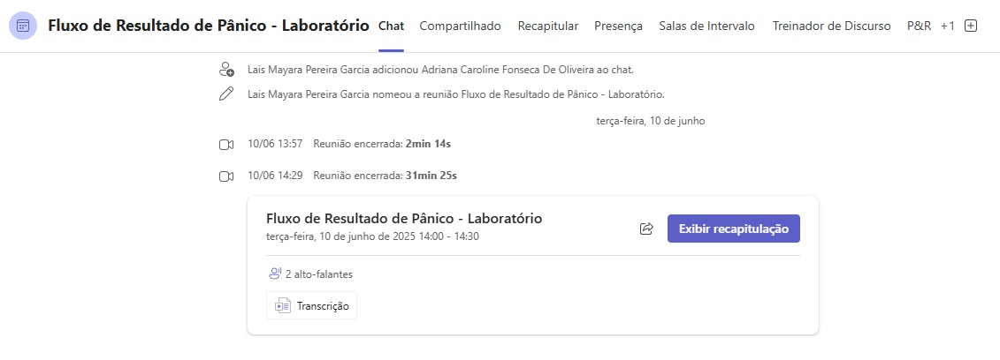 Fluxo de Resultado de Pânico - Laboratório Chat Compartilhado Recapitular Presença Salas de Intervalo Treinador de Discurso P&R +1
Lais Mayara Pereira Garcia adicionou Adriana Caroline Fonseca De Oliveira ao chat.
Lais Mayara Pereira Garcia nomeou a reunião Fluxo de Resultado de Pânico - Laboratório.
terça-feira, 10 de junho
10/06 13:57 Reunião encerrada: 2min 14s
10/06 14:29 Reunião encerrada: 31min 25s
Fluxo de Resultado de Pânico - Laboratório
terça-feira, 10 de junho de 2025 14:00 - 14:30
Exibir recapitulação
2 alto-falantes
Transcrição